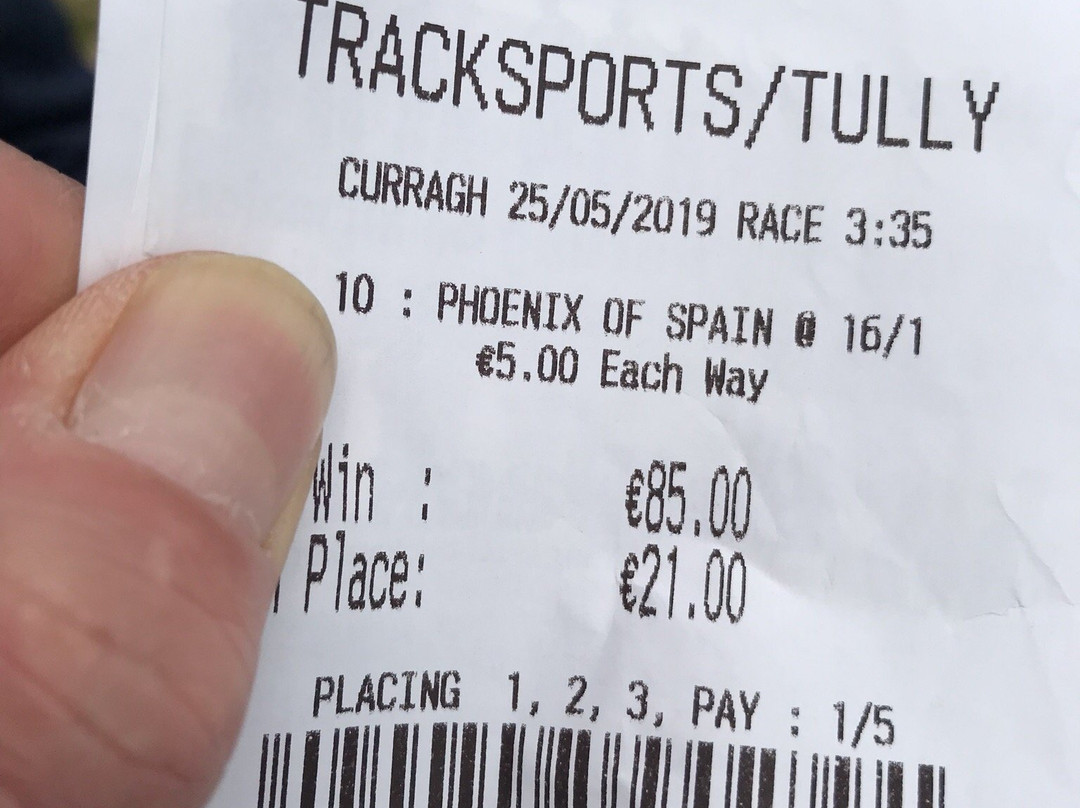 TRACKSPORTS/TULLY
CURRAGH 25/05/2019 RACE 3:35
10 : PHOENIX OF SPAIN @ 16/1
€5.00 Each Way
Win : €85.00
Place: €21.00
PLACING 1, 2, 3, PAY : 1/5